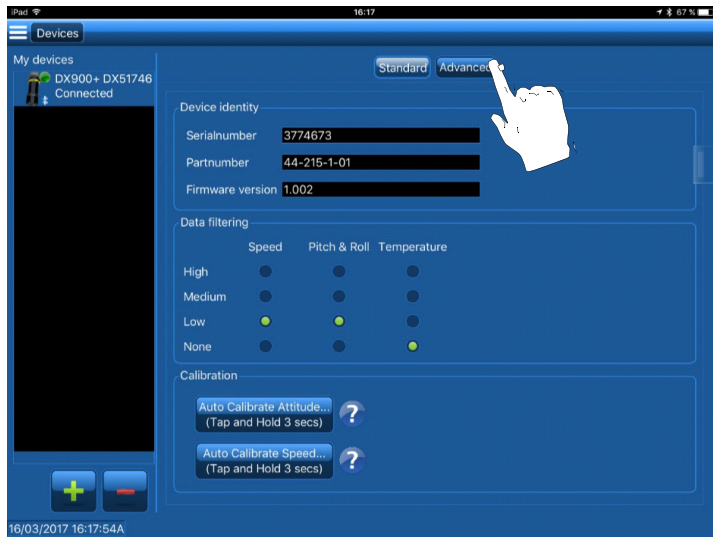 iPad 16:17 67 %
Devices
My devices
DX900+ DX51746
Connected
Standard Advanced
Device identity
Serialnumber 3774673
Partnumber 44-215-1-01
Firmware version 1.002
Data filtering
Speed Pitch & Roll Temperature
High
Medium
Low
None
Calibration
Auto Calibrate Attitude...
(Tap and Hold 3 secs)
?
Auto Calibrate Speed...
(Tap and Hold 3 secs)
?
16/03/2017 16:17:54A